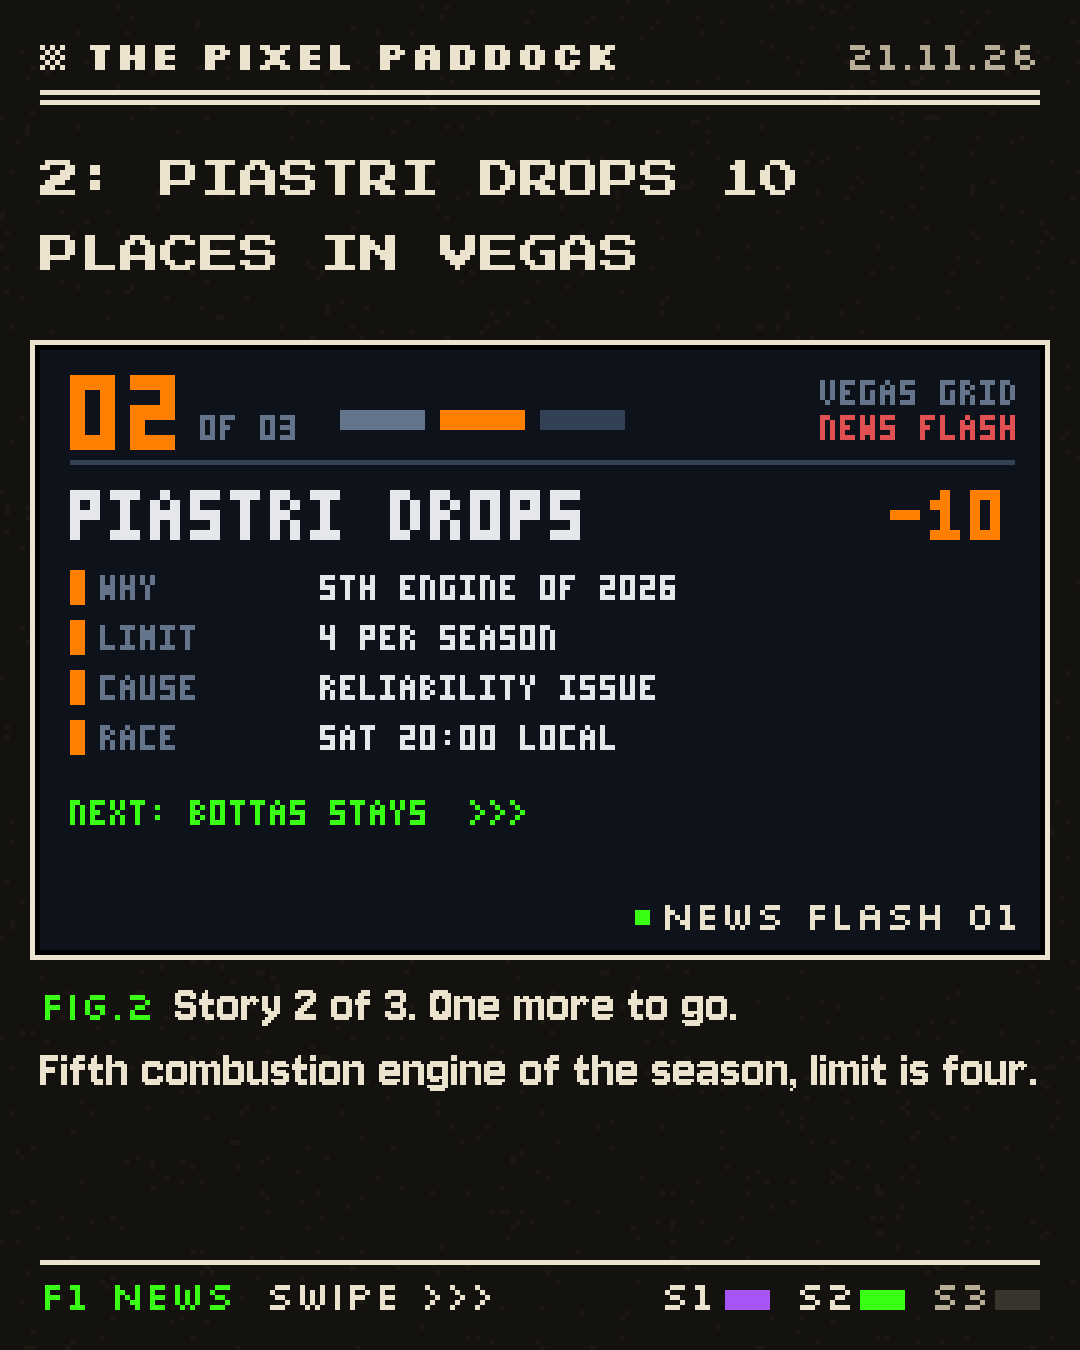 THE PIXEL PADDOCK 21.11.26
2: PIASTRI DROPS 10
PLACES IN VEGAS
02 OF 03 VEGAS GRID
NEWS FLASH
PIASTRI DROPS -10
WHY 5TH ENGINE OF 2026
LIMIT 4 PER SEASON
CAUSE RELIABILITY ISSUE
RACE SAT 20:00 LOCAL
NEXT: BOTTAS STAYS >>>
NEWS FLASH 01
FIG.2 Story 2 of 3. One more to go.
Fifth combustion engine of the season, limit is four.
F1 NEWS SWIPE >>> S1 S2 S3